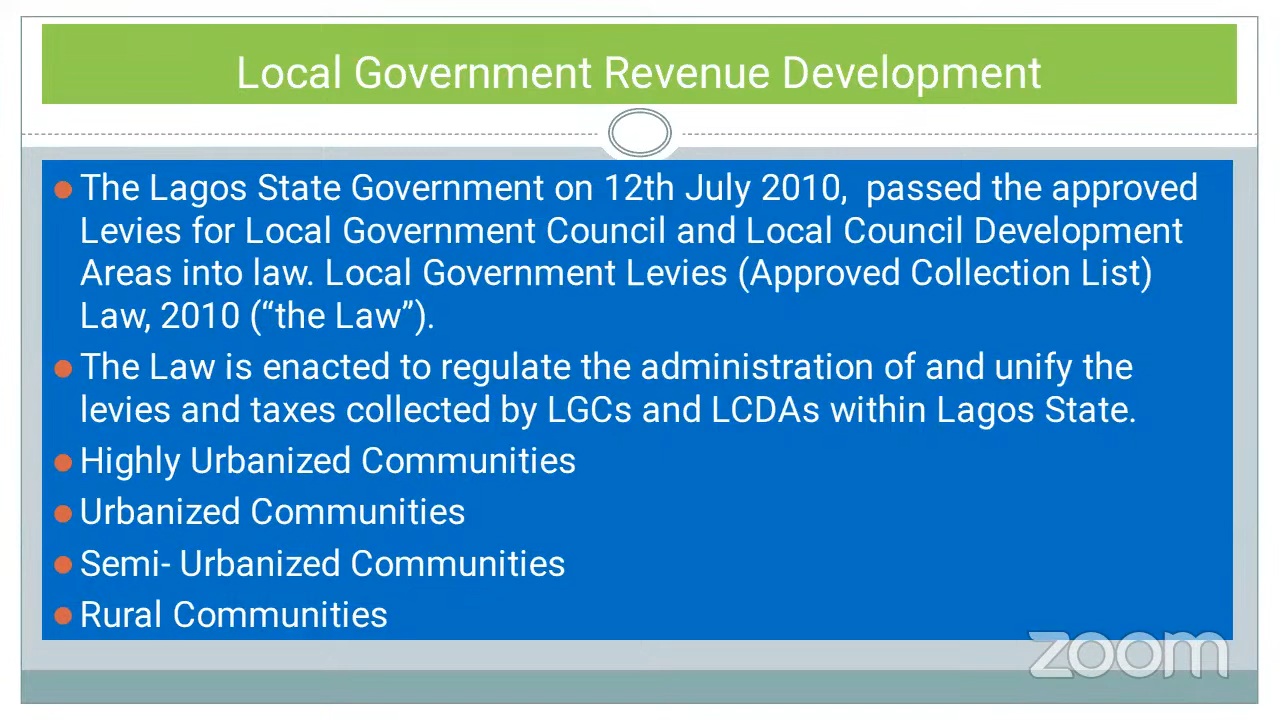 Local Government Revenue Development
The Lagos State Government on 12th July 2010,  passed the approved
Levies for Local Government Council and Local Council Development
Areas into law. Local Government Levies (Approved Collection List)
Law, 2010 (“the Law”).
The Law is enacted to regulate the administration of and unify the
levies and taxes collected by LGCs and LCDAs within Lagos State.
Highly Urbanized Communities
Urbanized Communities
Semi- Urbanized Communities
Rural Communities
zoom